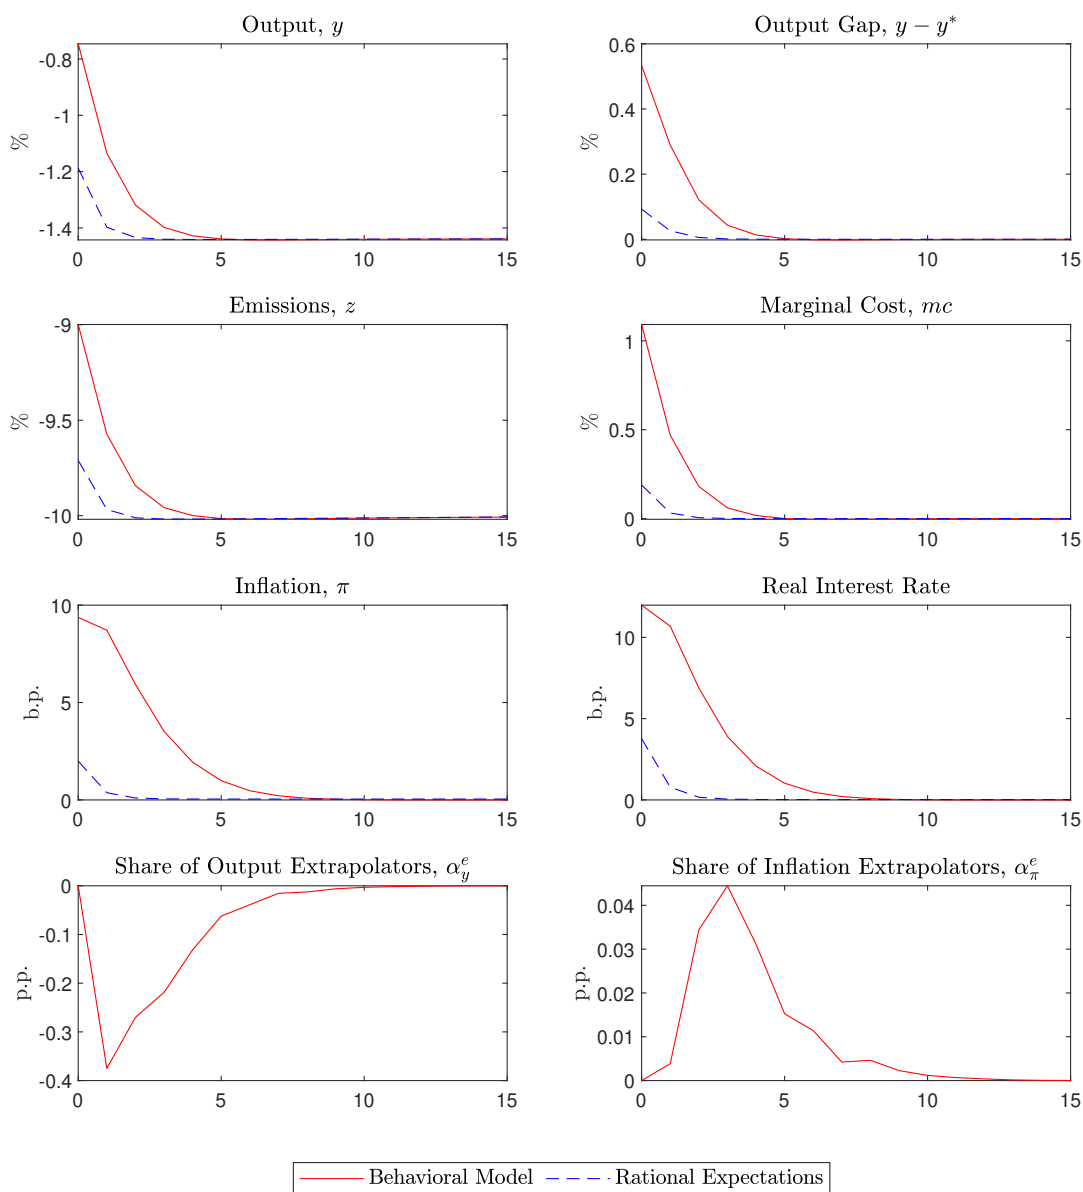 Output, y
-0.8
-1
-1.2
-1.4
%
0 5 10 15
Output Gap, y − y*
0.6
0.4
0.2
0
%
0 5 10 15
Emissions, z
-9
-9.5
-10
%
0 5 10 15
Marginal Cost, mc
1
0.5
0
%
0 5 10 15
Inflation, π
10
5
0
b.p.
0 5 10 15
Real Interest Rate
10
5
0
b.p.
0 5 10 15
Share of Output Extrapolators, α_y^e
0
-0.1
-0.2
-0.3
-0.4
p.p.
0 5 10 15
Share of Inflation Extrapolators, α_π^e
0.04
0.03
0.02
0.01
0
p.p.
0 5 10 15
Behavioral Model Rational Expectations